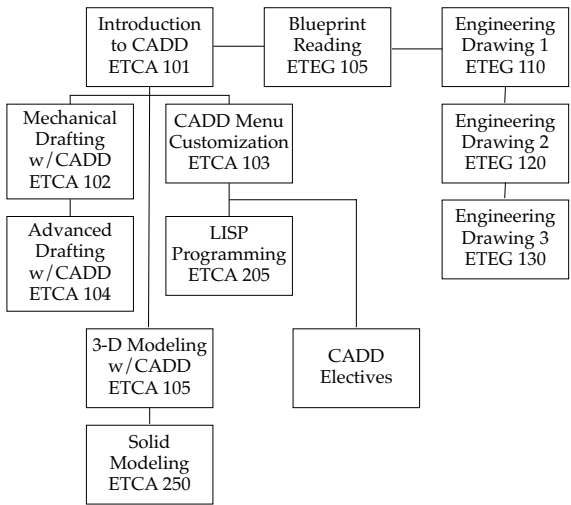 Introduction
to CADD
ETCA 101
Blueprint
Reading
ETEG 105
Engineering
Drawing 1
ETEG 110
Mechanical
Drafting
w/CADD
ETCA 102
CADD Menu
Customization
ETCA 103
Engineering
Drawing 2
ETEG 120
Advanced
Drafting
w/CADD
ETCA 104
LISP
Programming
ETCA 205
Engineering
Drawing 3
ETEG 130
3-D Modeling
w/CADD
ETCA 105
CADD
Electives
Solid
Modeling
ETCA 250